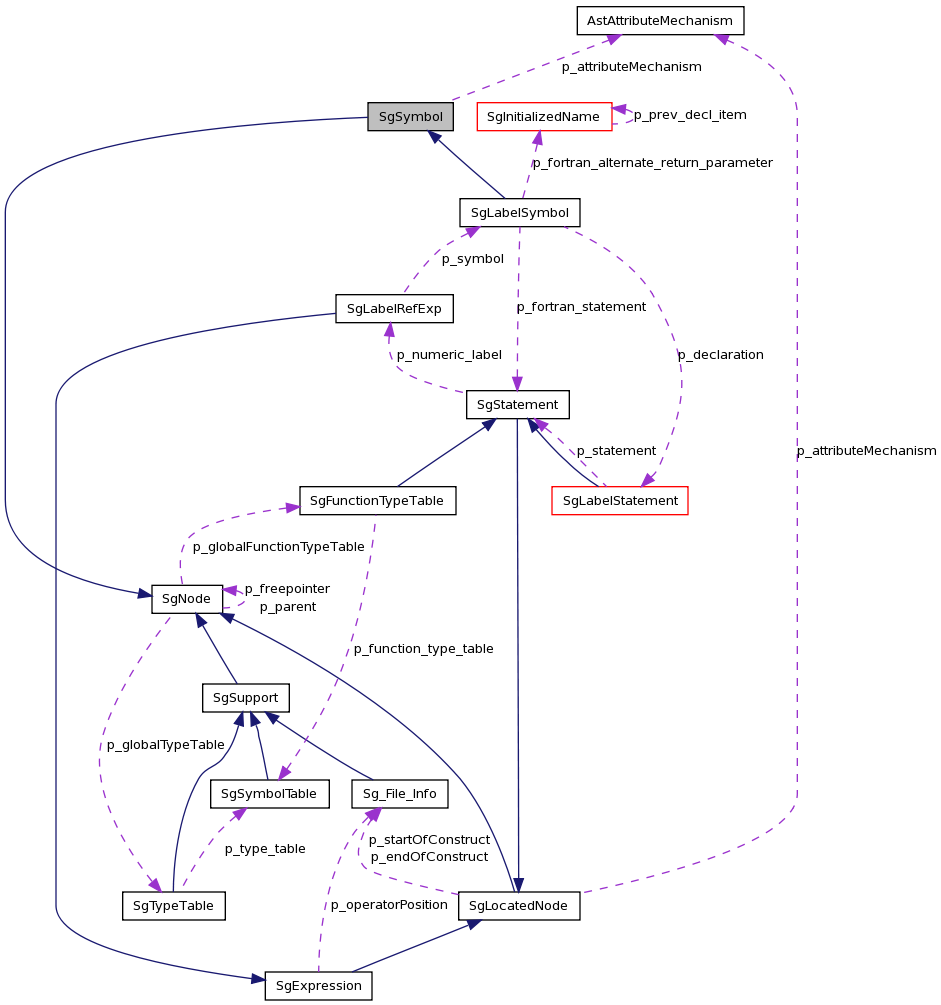 AstAttributeMechanism
p_attributeMechanism
SgSymbol
SgInitializedName
p_prev_decl_item
p_fortran_alternate_return_parameter
SgLabelSymbol
p_symbol
SgLabelRefExp
p_fortran_statement
p_numeric_label
p_declaration
SgStatement
p_statement
p_attributeMechanism
SgFunctionTypeTable
SgLabelStatement
p_globalFunctionTypeTable
SgNode
p_freepointer
p_parent
p_function_type_table
SgSupport
p_globalTypeTable
SgSymbolTable
Sg_File_Info
p_startOfConstruct
p_endOfConstruct
p_type_table
SgTypeTable
p_operatorPosition
SgLocatedNode
SgExpression